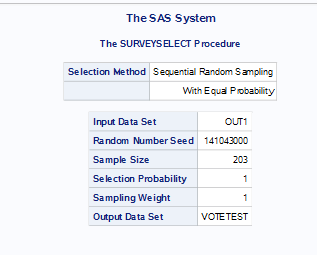 The SAS System
The SURVEYSELECT Procedure
Selection Method Sequential Random Sampling
With Equal Probability
Input Data Set OUT1
Random Number Seed 141043000
Sample Size 203
Selection Probability 1
Sampling Weight 1
Output Data Set VOTETEST